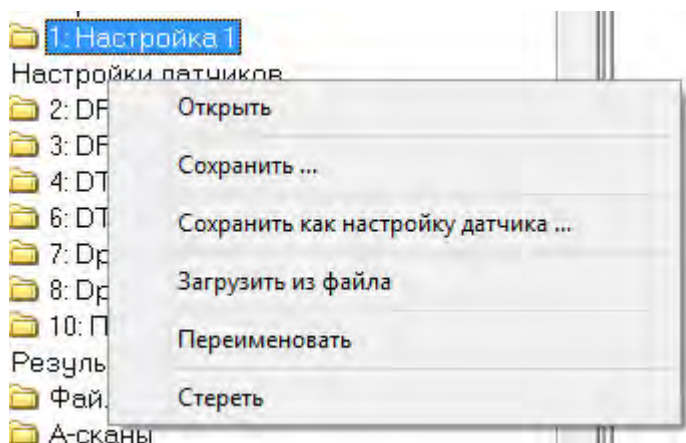 1: Настройка 1
Настройки датчиков
2: DF
3: DF
4: DT
6: DT
7: Dp
8: Dp
10: П
Резуль
Фай
А-сканы
Открыть
Сохранить ...
Сохранить как настройку датчика ...
Загрузить из файла
Переименовать
Стереть